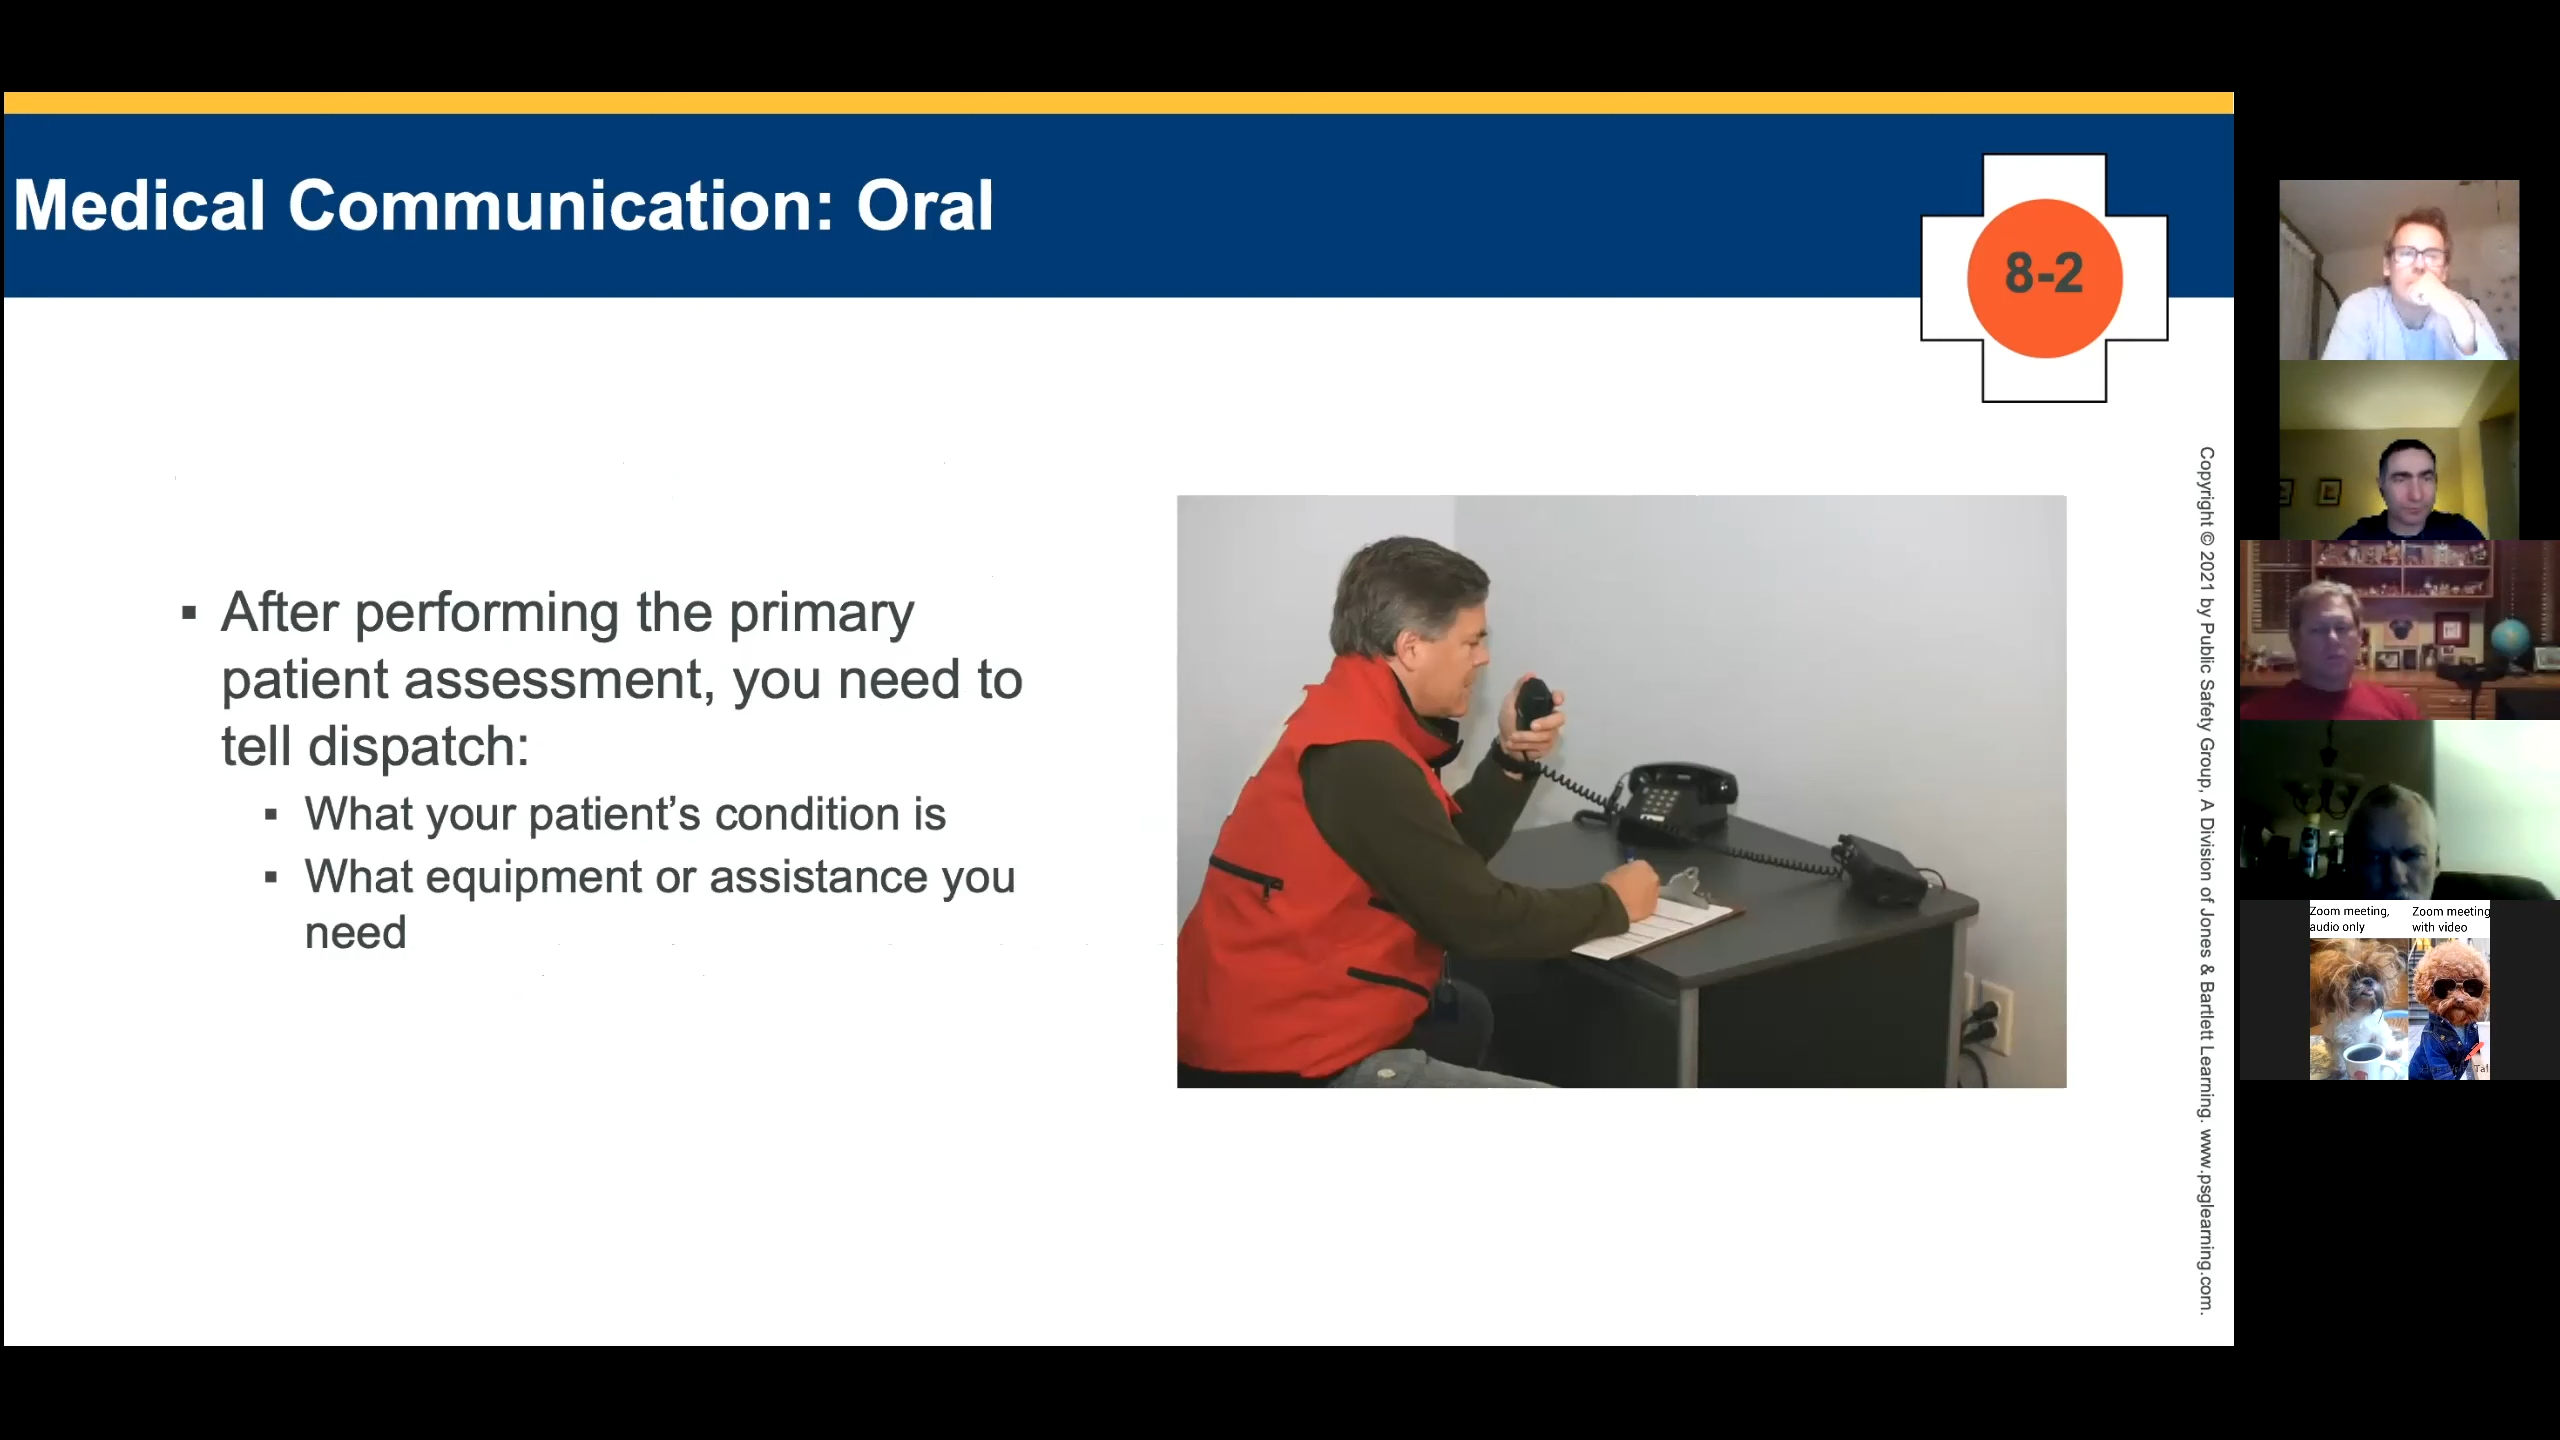 Medical Communication: Oral
8-2
▪ After performing the primary
patient assessment, you need to
tell dispatch:
▪ What your patient’s condition is
▪ What equipment or assistance you
need
Copyright © 2021 by Public Safety Group, A Division of Jones & Bartlett Learning. www.psglearning.com.
Zoom meeting,
audio only
Zoom meeting
with video